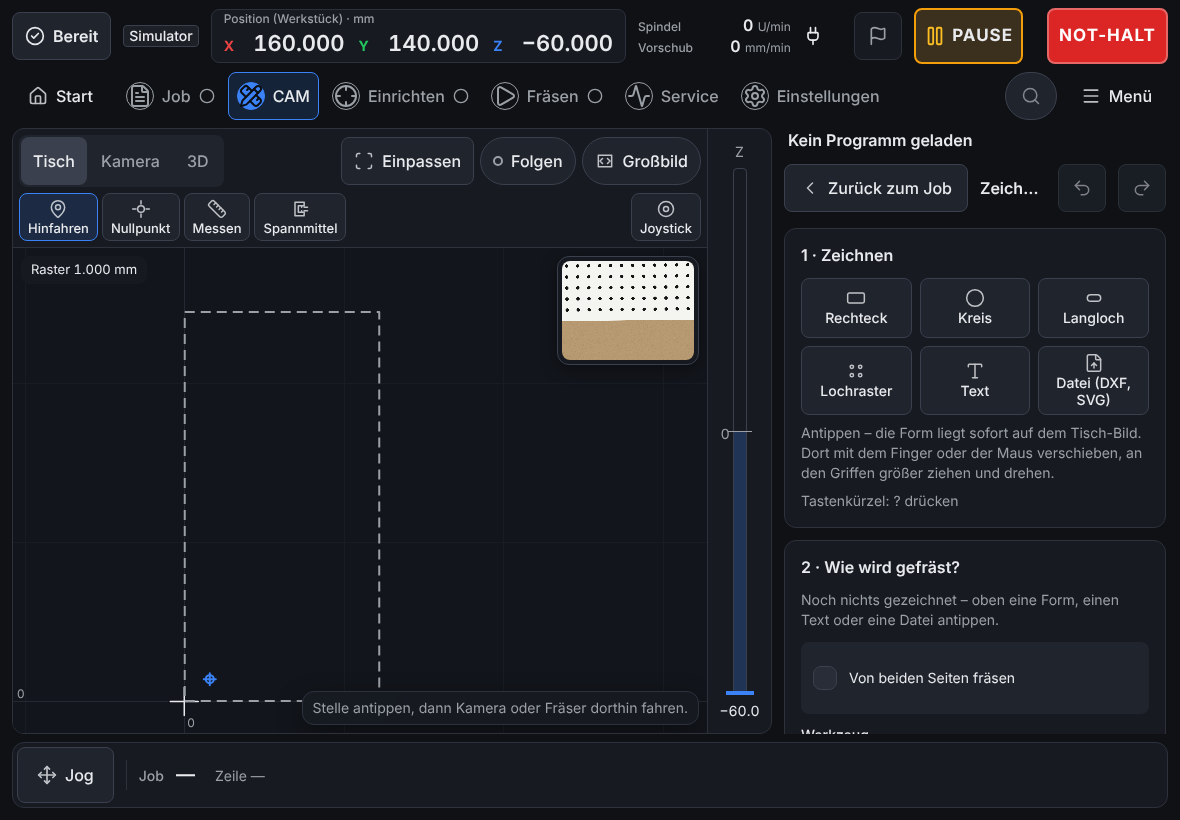 Bereit
Simulator
Position (Werkstück) · mm
X 160.000 Y 140.000 Z −60.000
Spindel 0 U/min
Vorschub 0 mm/min
PAUSE
NOT-HALT
Start
Job
CAM
Einrichten
Fräsen
Service
Einstellungen
Menü
Tisch
Kamera
3D
Einpassen
Folgen
Großbild
Hinfahren
Nullpunkt
Messen
Spannmittel
Joystick
Raster 1.000 mm
0
0
Stelle antippen, dann Kamera oder Fräser dorthin fahren.
Z
0
−60.0
Kein Programm geladen
Zurück zum Job
Zeich...
1 · Zeichnen
Rechteck
Kreis
Langloch
Lochraster
Text
Datei (DXF,
SVG)
Antippen – die Form liegt sofort auf dem Tisch-Bild.
Dort mit dem Finger oder der Maus verschieben, an
den Griffen größer ziehen und drehen.
Tastenkürzel: ? drücken
2 · Wie wird gefräst?
Noch nichts gezeichnet – oben eine Form, einen
Text oder eine Datei antippen.
Von beiden Seiten fräsen
Werkzeug
Jog
Job —
Zeile —